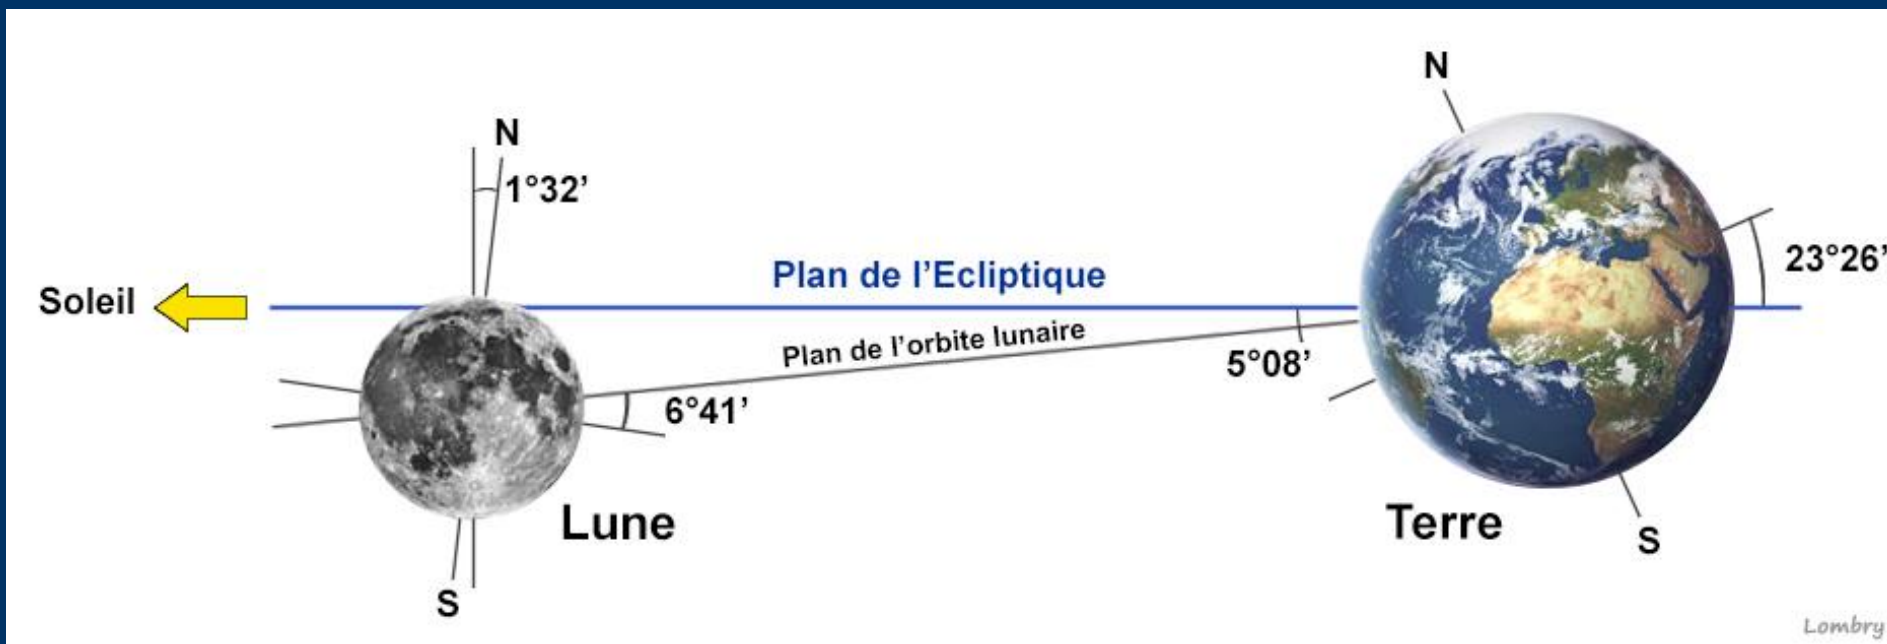 N
N
1°32’
Plan de l’Ecliptique
23°26’
Soleil
Plan de l’orbite lunaire
5°08’
6°41’
Lune
Terre
S
S
Lombry